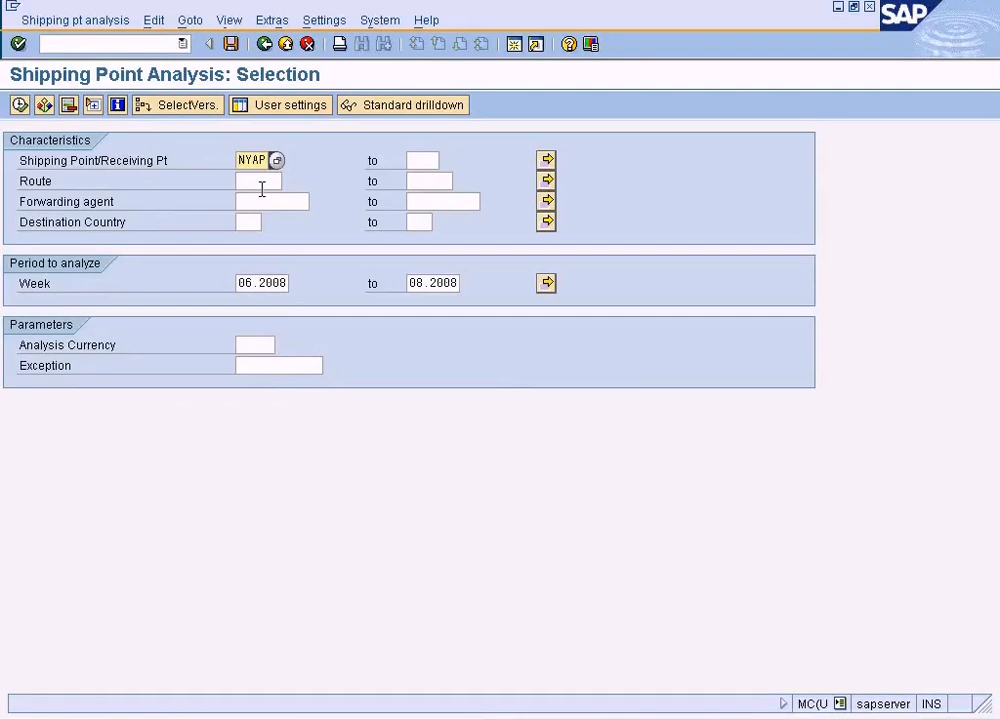 Shipping pt analysis Edit Goto View Extras Settings System Help
SAP
Shipping Point Analysis: Selection
SelectVers. User settings Standard drilldown
Characteristics
Shipping Point/Receiving Pt NYAP to
Route to
Forwarding agent to
Destination Country to
Period to analyze
Week 06.2008 to 08.2008
Parameters
Analysis Currency
Exception
MC(U sapserver INS